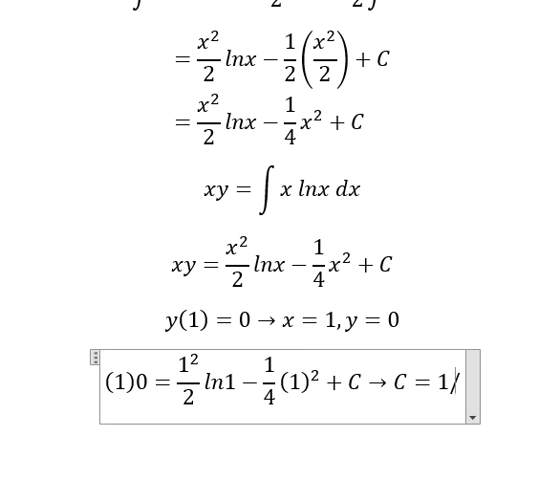 = x²/2 lnx − 1/2 (x²/2) + C
= x²/2 lnx − 1/4 x² + C
xy = ∫ x lnx dx
xy = x²/2 lnx − 1/4 x² + C
y(1) = 0 → x = 1, y = 0
(1)0 = 1²/2 ln1 − 1/4 (1)² + C → C = 1/